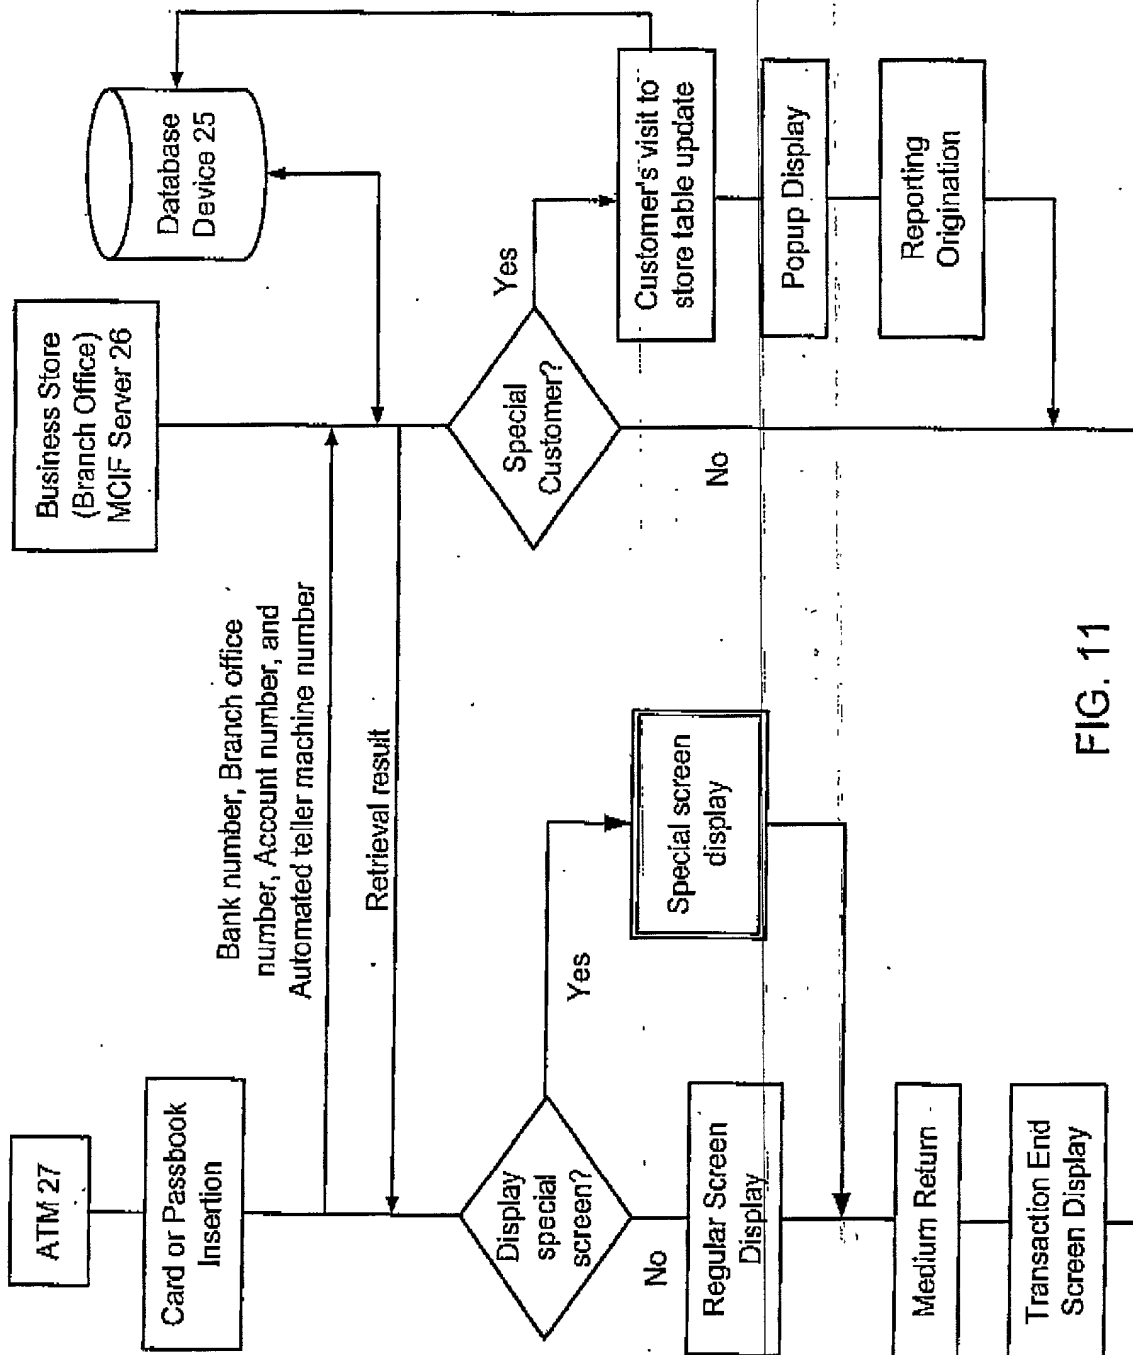 ATM 27
Card or Passbook
Insertion
Bank number, Branch office
number, Account number, and
Automated teller machine number
Retrieval result
Display
special
screen?
Yes
No
Special screen
display
Regular Screen
Display
Medium Return
Transaction End
Screen Display
Business Store
(Branch Office)
MCIF Server 26
Database
Device 25
Special
Customer?
Yes
No
Customer's visit to
store table update
Popup Display
Reporting
Origination
FIG. 11